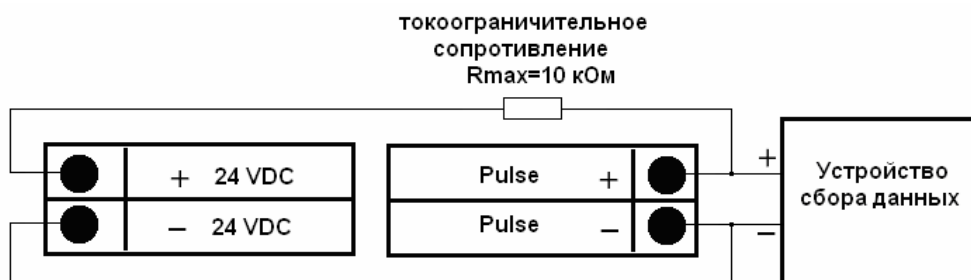 токоограничительное
сопротивление
Rmax=10 кОм
+ 24 VDC
− 24 VDC
Pulse +
Pulse −
+
−
Устройство
сбора данных